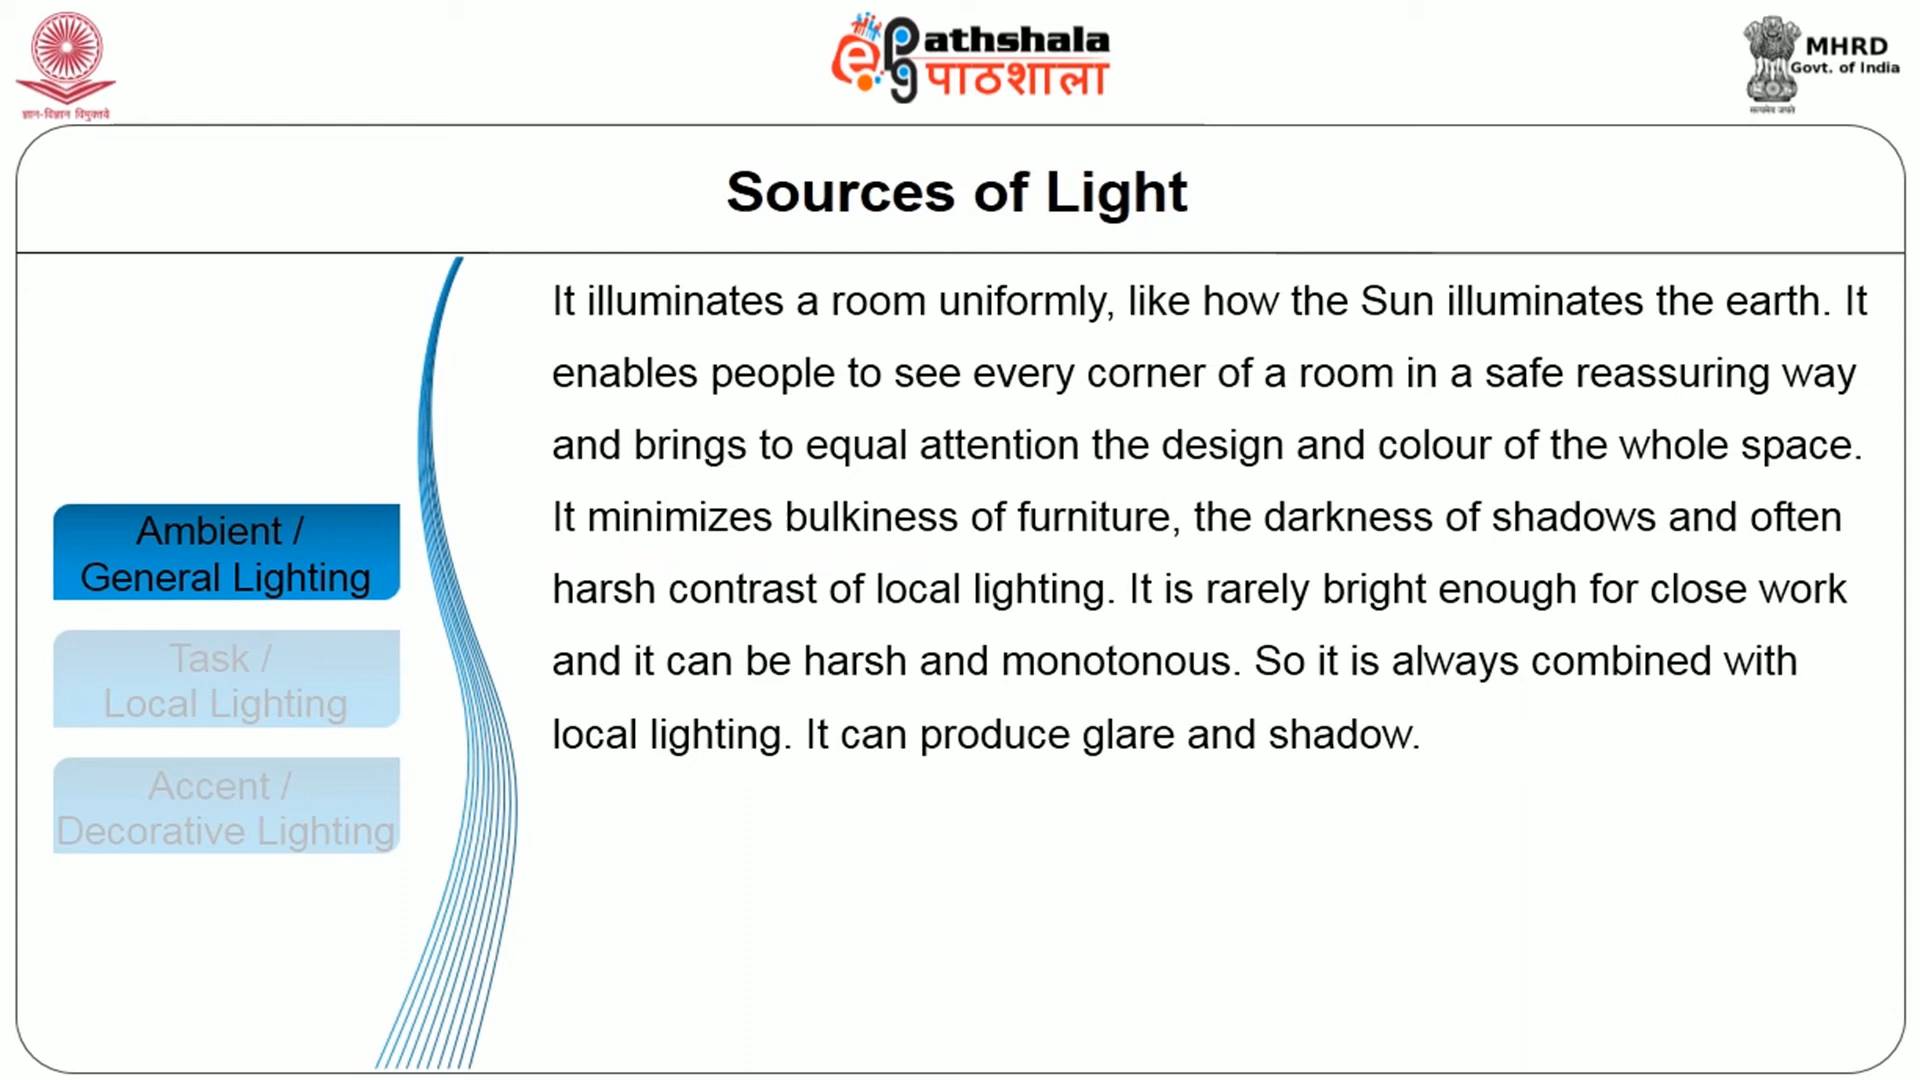 ज्ञान-विज्ञान विमुक्तये
e
pg
athshala
पाठशाला
MHRD
Govt. of India
सत्यमेव जयते
Sources of Light
It illuminates a room uniformly, like how the Sun illuminates the earth. It
enables people to see every corner of a room in a safe reassuring way
and brings to equal attention the design and colour of the whole space.
It minimizes bulkiness of furniture, the darkness of shadows and often
harsh contrast of local lighting. It is rarely bright enough for close work
and it can be harsh and monotonous. So it is always combined with
local lighting. It can produce glare and shadow.
Ambient /
General Lighting
Task /
Local Lighting
Accent /
Decorative Lighting